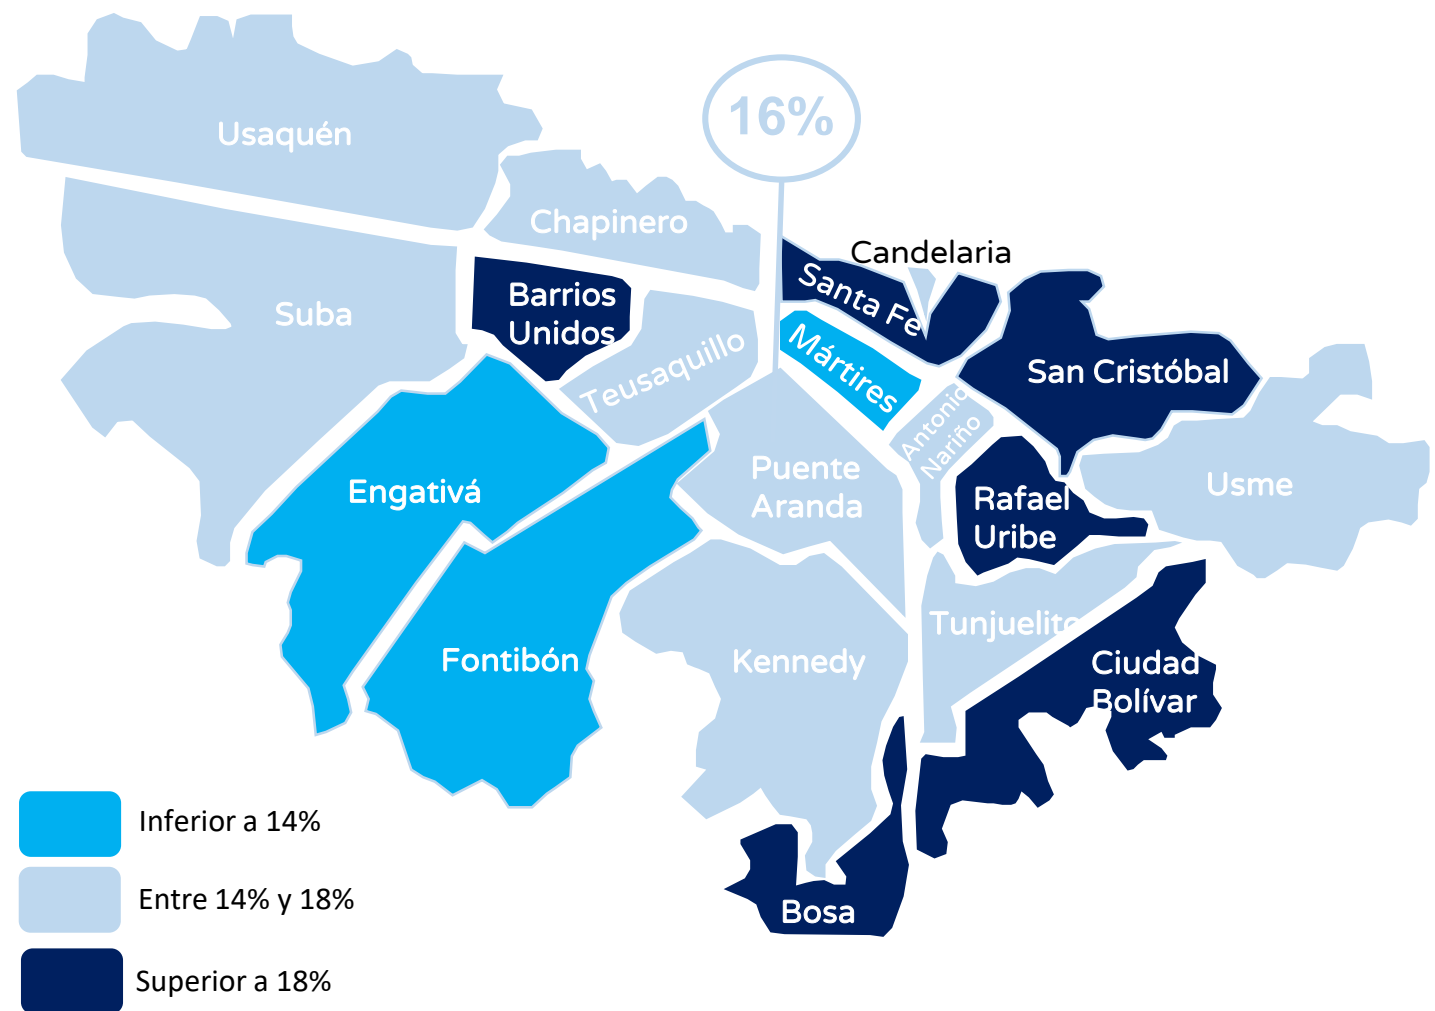 16%
Usaquén
Chapinero
Candelaria
Santa Fe
Suba
Barrios
Unidos
Teusaquillo
Mártires
San Cristóbal
Antonio
Nariño
Engativá
Puente
Aranda
Rafael
Uribe
Usme
Fontibón
Kennedy
Tunjuelito
Ciudad
Bolívar
Bosa
Inferior a 14%
Entre 14% y 18%
Superior a 18%